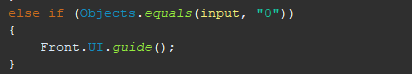 else if (Objects.equals(input, "0"))
{
Front.UI.guide();
}